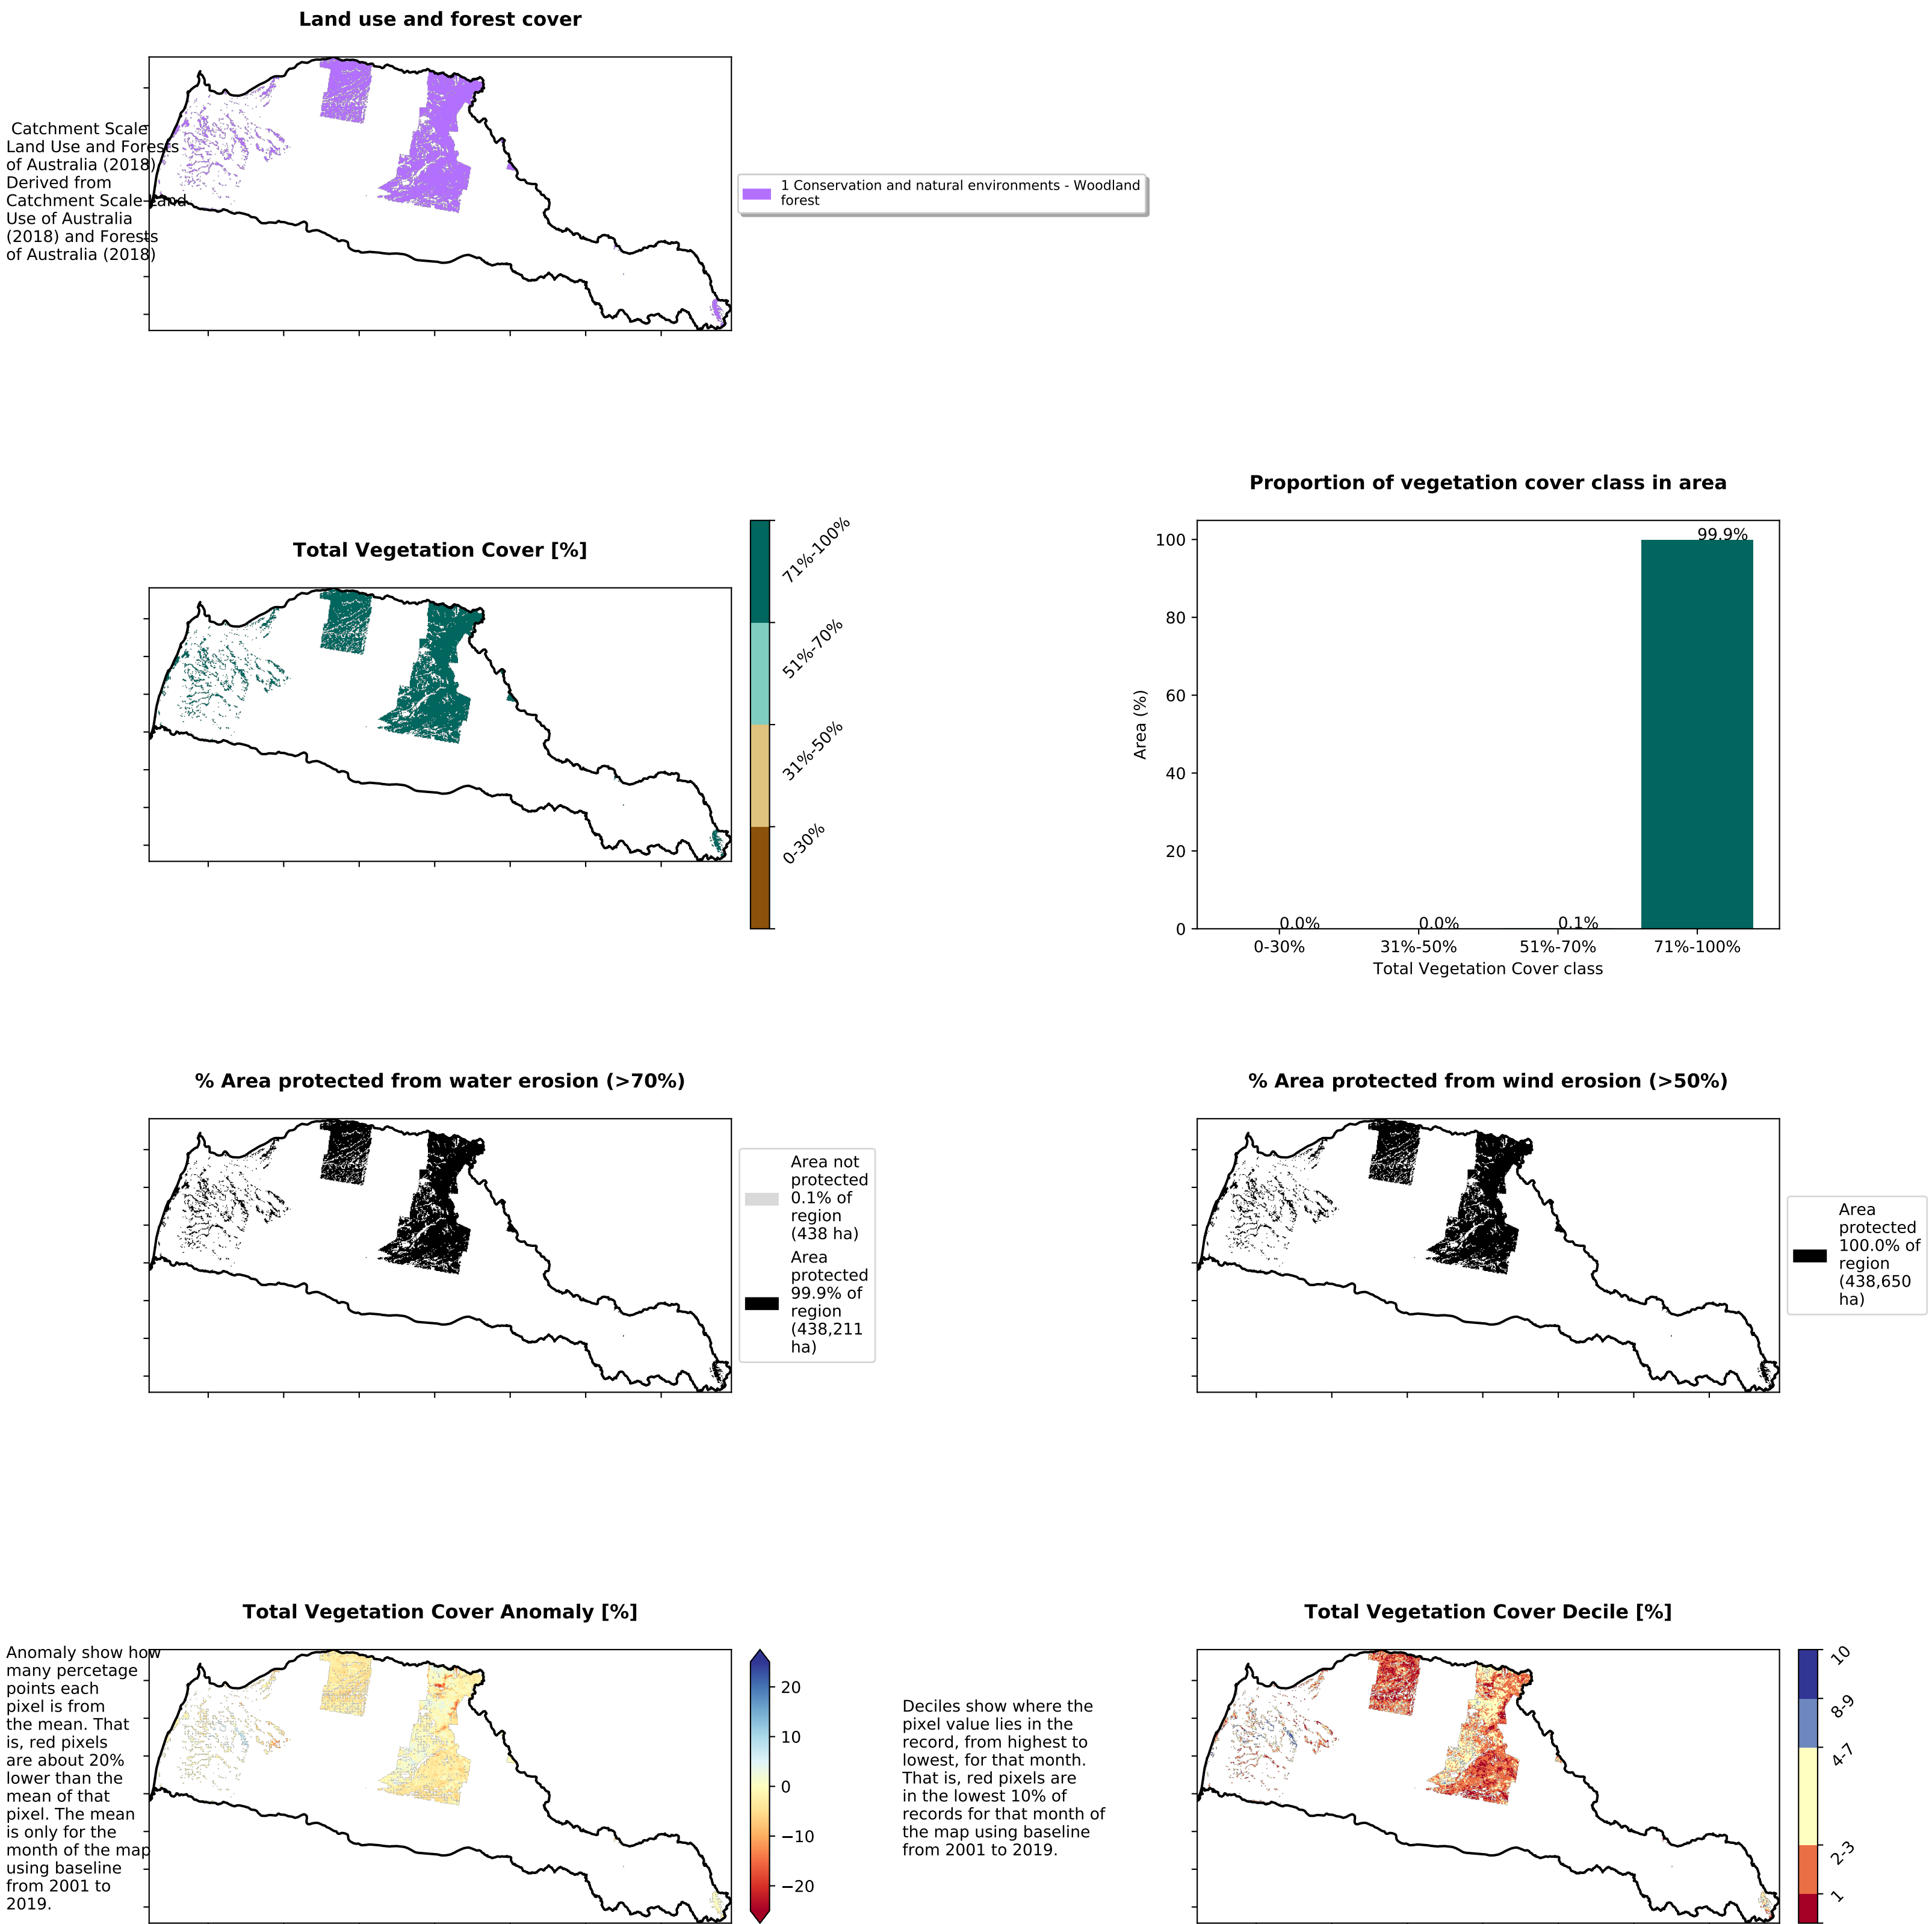 Land use and forest cover
Catchment Scale
Land Use and Forests
of Australia (2018)
Derived from
Catchment Scale Land
Use of Australia
(2018) and Forests
of Australia (2018)
1 Conservation and natural environments - Woodland
forest
Total Vegetation Cover [%]
71%-100%
51%-70%
31%-50%
0-30%
Proportion of vegetation cover class in area
Area (%)
100
80
60
40
20
0
0.0%
0.0%
0.1%
99.9%
0-30%
31%-50%
51%-70%
71%-100%
Total Vegetation Cover class
% Area protected from water erosion (>70%)
Area not
protected
0.1% of
region
(438 ha)
Area
protected
99.9% of
region
(438,211
ha)
% Area protected from wind erosion (>50%)
Area
protected
100.0% of
region
(438,650
ha)
Total Vegetation Cover Anomaly [%]
Anomaly show how
many percetage
points each
pixel is from
the mean. That
is, red pixels
are about 20%
lower than the
mean of that
pixel. The mean
is only for the
month of the map
using baseline
from 2001 to
2019.
20
10
0
−10
−20
Deciles show where the
pixel value lies in the
record, from highest to
lowest, for that month.
That is, red pixels are
in the lowest 10% of
records for that month of
the map using baseline
from 2001 to 2019.
Total Vegetation Cover Decile [%]
10
8-9
4-7
2-3
1